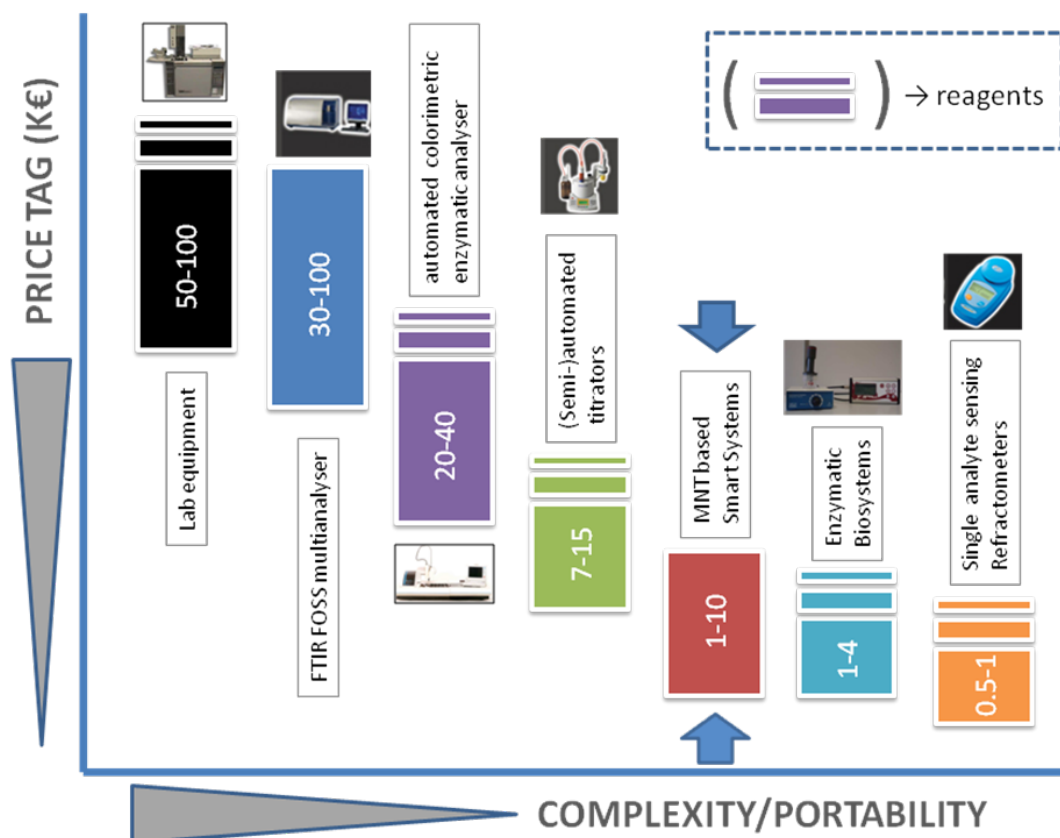 PRICE TAG (K€)
50-100
Lab equipment
30-100
FTIR FOSS multianalyser
automated colorimetric
enzymatic analyser
20-40
(Semi-)automated
titrators
7-15
MNT based
Smart Systems
1-10
Enzymatic
Biosystems
1-4
Single analyte sensing
Refractometers
0.5-1
( ) → reagents
COMPLEXITY/PORTABILITY